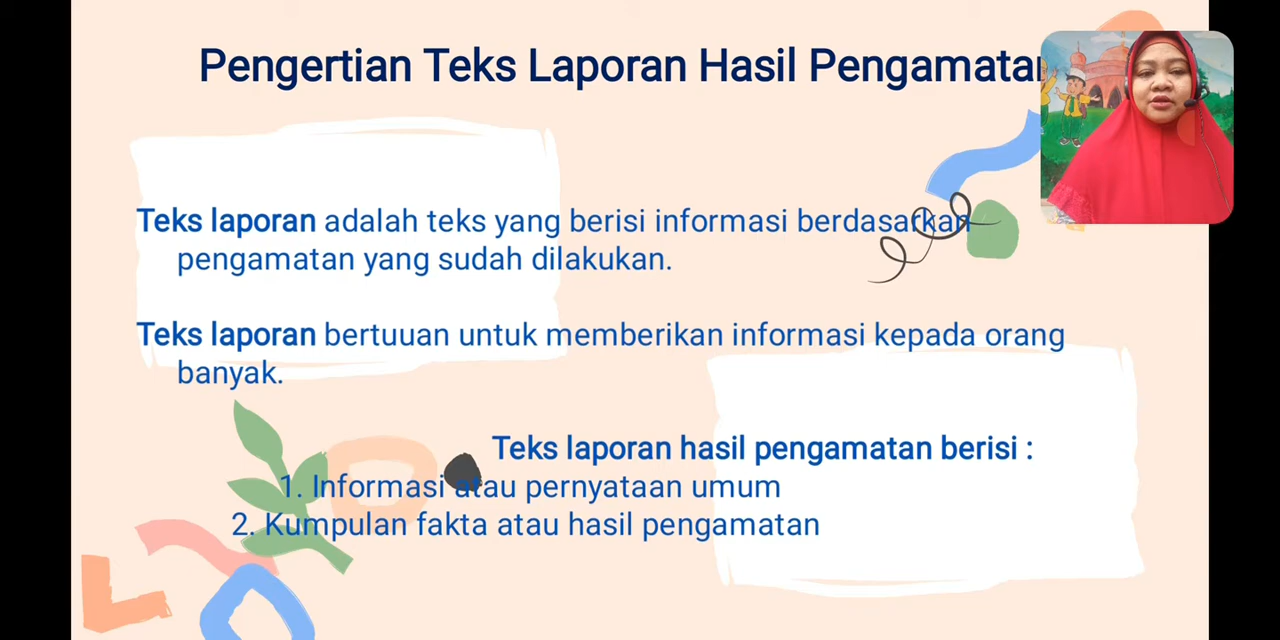 Pengertian Teks Laporan Hasil Pengamatan
Teks laporan adalah teks yang berisi informasi berdasarkan
pengamatan yang sudah dilakukan.
Teks laporan bertuuan untuk memberikan informasi kepada orang
banyak.
Teks laporan hasil pengamatan berisi :
1. Informasi atau pernyataan umum
2. Kumpulan fakta atau hasil pengamatan